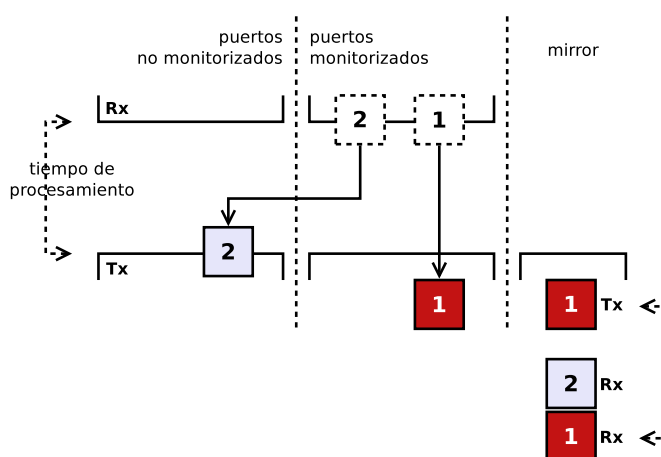 puertos
no monitorizados
puertos
monitorizados
mirror
Rx
2
1
tiempo de
procesamiento
Tx
2
1
1 Tx
2 Rx
1 Rx